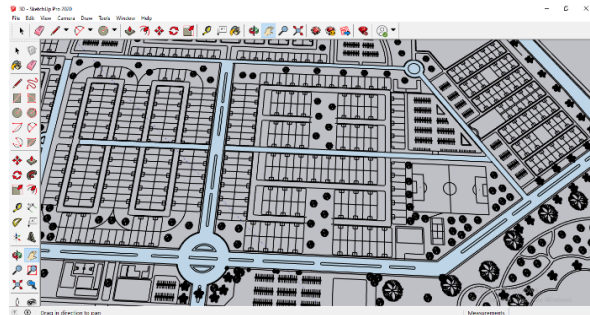 3D - SketchUp Pro 2020
File Edit View Camera Draw Tools Window Help
Drag in direction to pan
Measurements